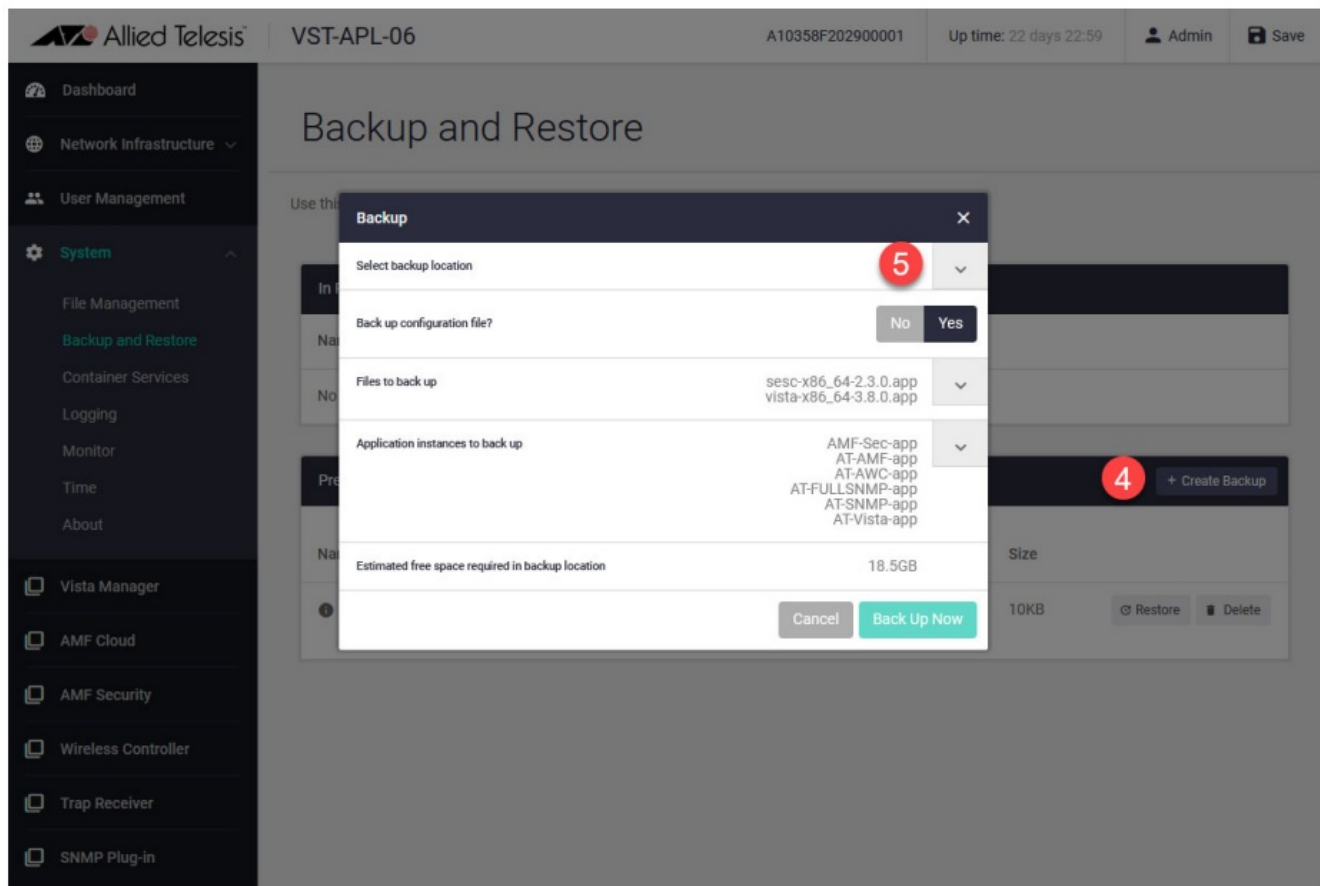 Allied Telesis
VST-APL-06
A10358F202900001
Up time: 22 days 22:59
Admin
Save
Dashboard
Network Infrastructure
User Management
System
File Management
Backup and Restore
Container Services
Logging
Monitor
Time
About
Vista Manager
AMF Cloud
AMF Security
Wireless Controller
Trap Receiver
SNMP Plug-in
Backup and Restore
Use this
In
No
Backup
Select backup location
5
Back up configuration file?
No Yes
Files to back up
sesc-x86_64-2.3.0.app
vista-x86_64-3.8.0.app
Application instances to back up
AMF-Sec-app
AT-AMF-app
AT-AWC-app
AT-FULLSNMP-app
AT-SNMP-app
AT-Vista-app
Estimated free space required in backup location
18.5GB
Cancel
Back Up Now
4
+ Create Backup
Size
10KB
Restore
Delete